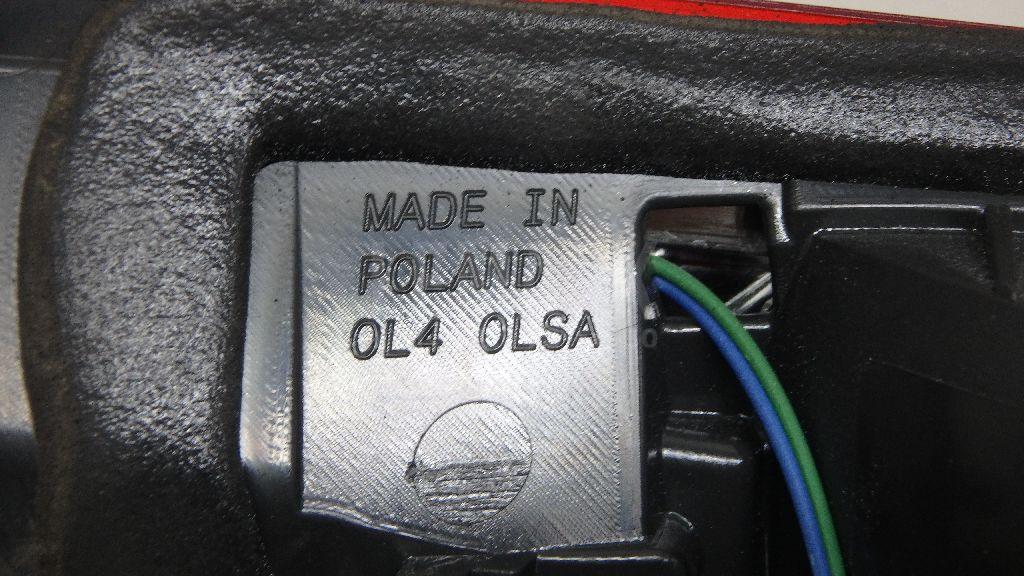 MADE IN
POLAND
OL4 OLSA